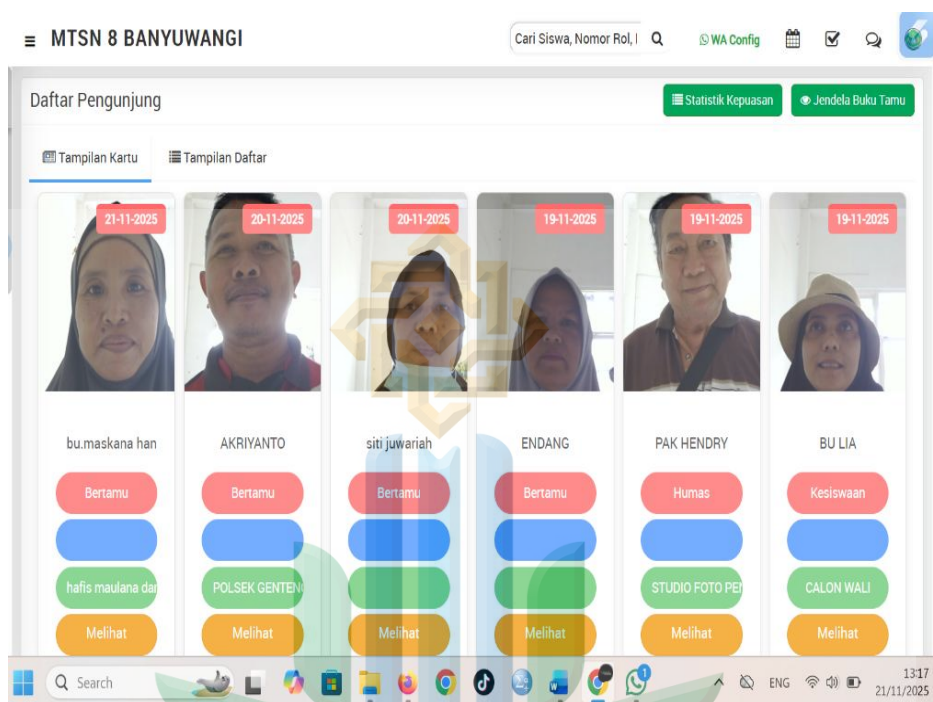 ≡ MTSN 8 BANYUWANGI
Cari Siswa, Nomor Rol, I
WA Config
Daftar Pengunjung
Statistik Kepuasan
Jendela Buku Tamu
Tampilan Kartu
Tampilan Daftar
21-11-2025 20-11-2025 20-11-2025 19-11-2025 19-11-2025 19-11-2025
bu.maskana han AKRIYANTO siti juwariah ENDANG PAK HENDRY BU LIA
Bertamu Bertamu Bertamu Bertamu Humas Kesiswaan
hafis maulana dar POLSEK GENTENG STUDIO FOTO PER CALON WALI
Melihat Melihat Melihat Melihat Melihat Melihat
Search
1
ENG
13:17
21/11/2025